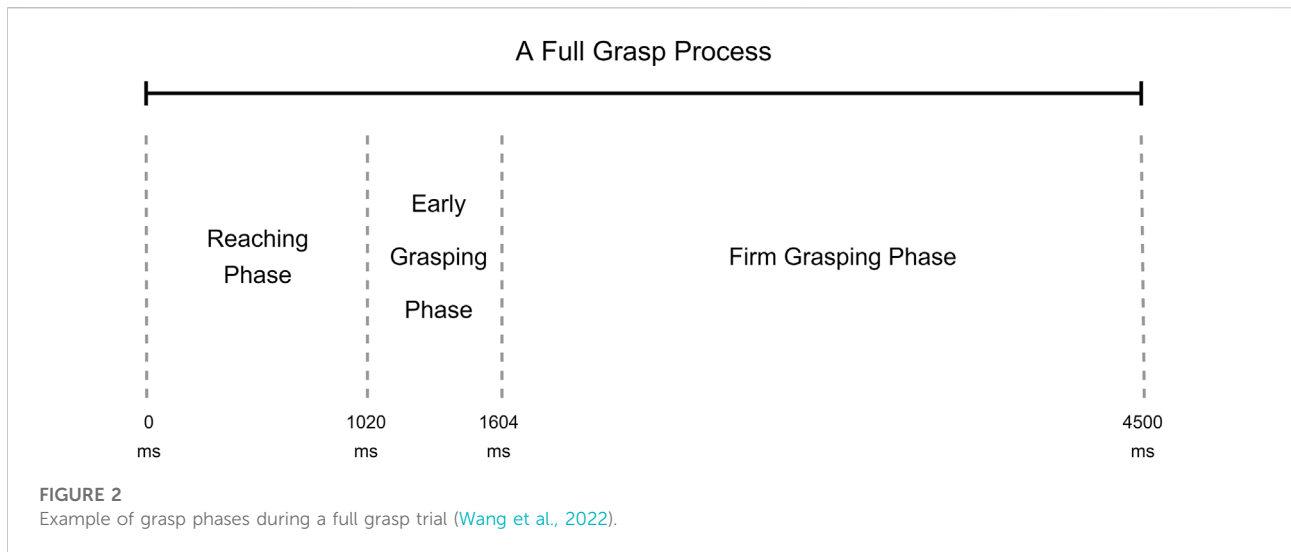 A Full Grasp Process
Reaching
Phase
Early
Grasping
Phase
Firm Grasping Phase
0
ms
1020
ms
1604
ms
4500
ms
FIGURE 2
Example of grasp phases during a full grasp trial (Wang et al., 2022).